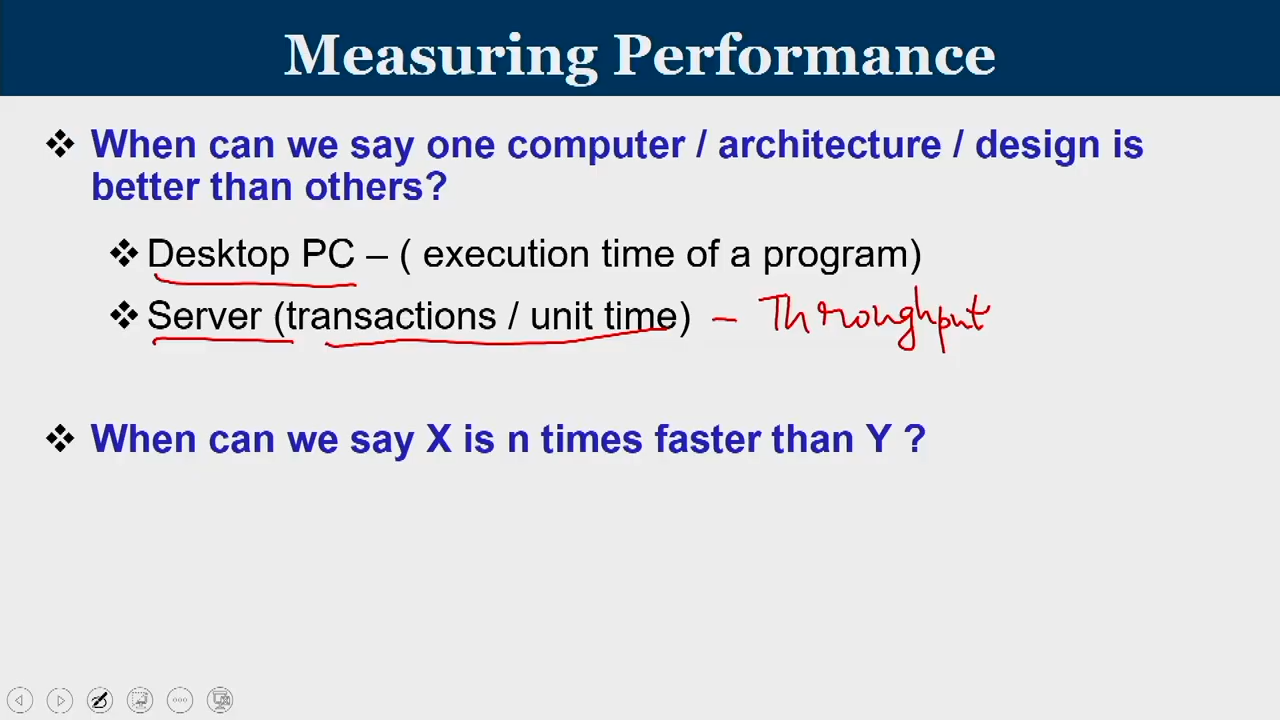 Measuring Performance
❖ When can we say one computer / architecture / design is
better than others?
❖ Desktop PC – ( execution time of a program)
❖ Server (transactions / unit time) – Throughput
❖ When can we say X is n times faster than Y ?